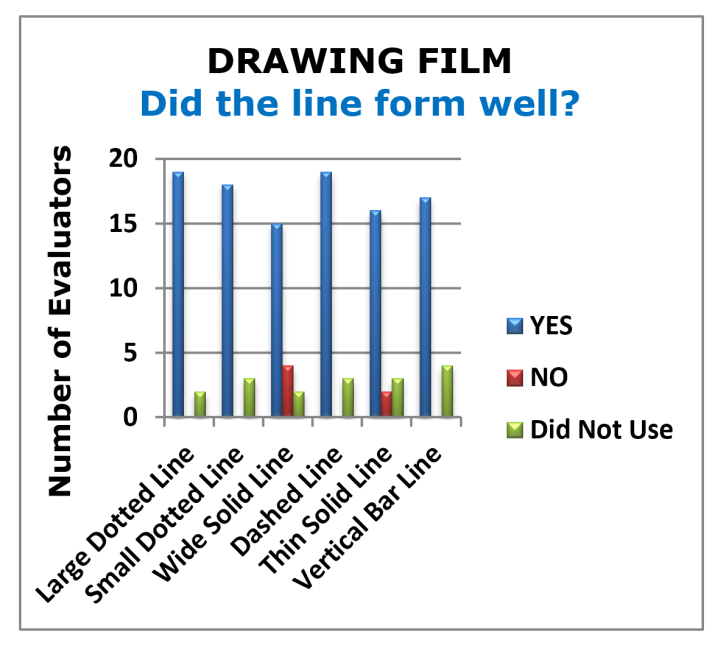 DRAWING FILM
Did the line form well?
Number of Evaluators
20
15
10
5
0
Large Dotted Line
Small Dotted Line
Wide Solid Line
Dashed Line
Thin Solid Line
Vertical Bar Line
YES
NO
Did Not Use